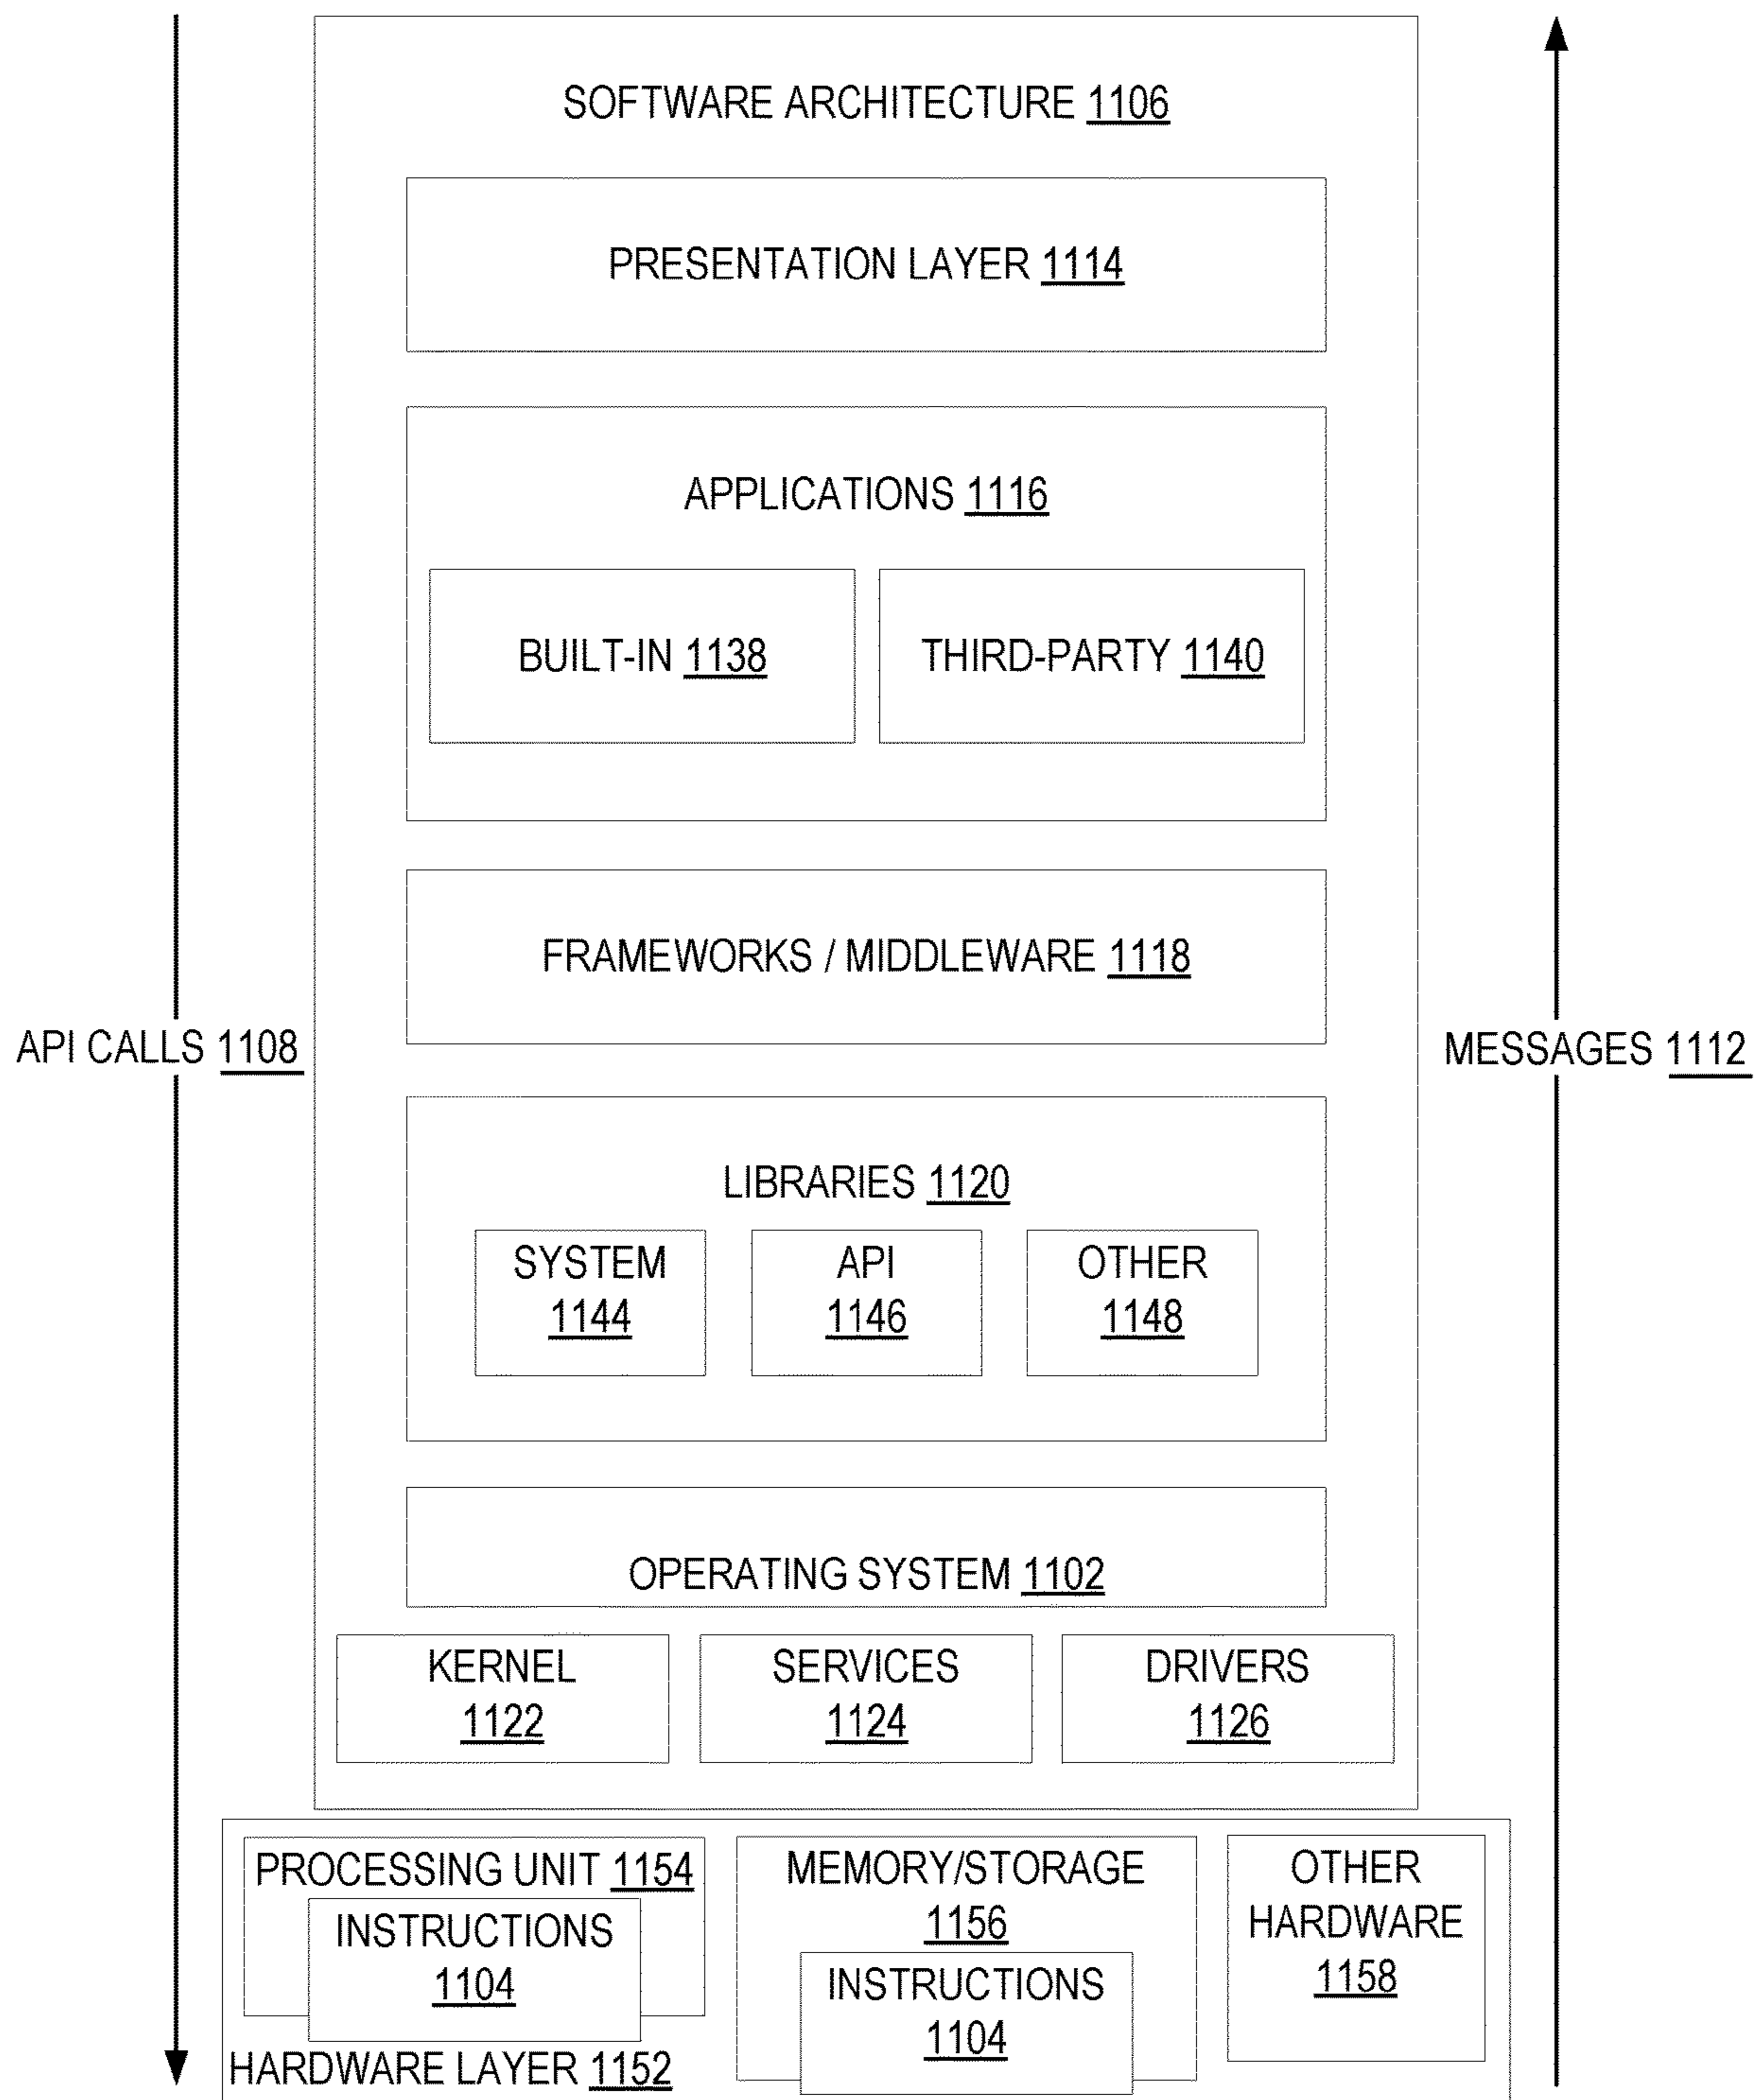 SOFTWARE ARCHITECTURE 1106
PRESENTATION LAYER 1114
APPLICATIONS 1116
BUILT-IN 1138
THIRD-PARTY 1140
FRAMEWORKS / MIDDLEWARE 1118
API CALLS 1108
MESSAGES 1112
LIBRARIES 1120
SYSTEM
1144
API
1146
OTHER
1148
OPERATING SYSTEM 1102
KERNEL
1122
SERVICES
1124
DRIVERS
1126
PROCESSING UNIT 1154
INSTRUCTIONS
1104
MEMORY/STORAGE
1156
INSTRUCTIONS
1104
OTHER
HARDWARE
1158
HARDWARE LAYER 1152